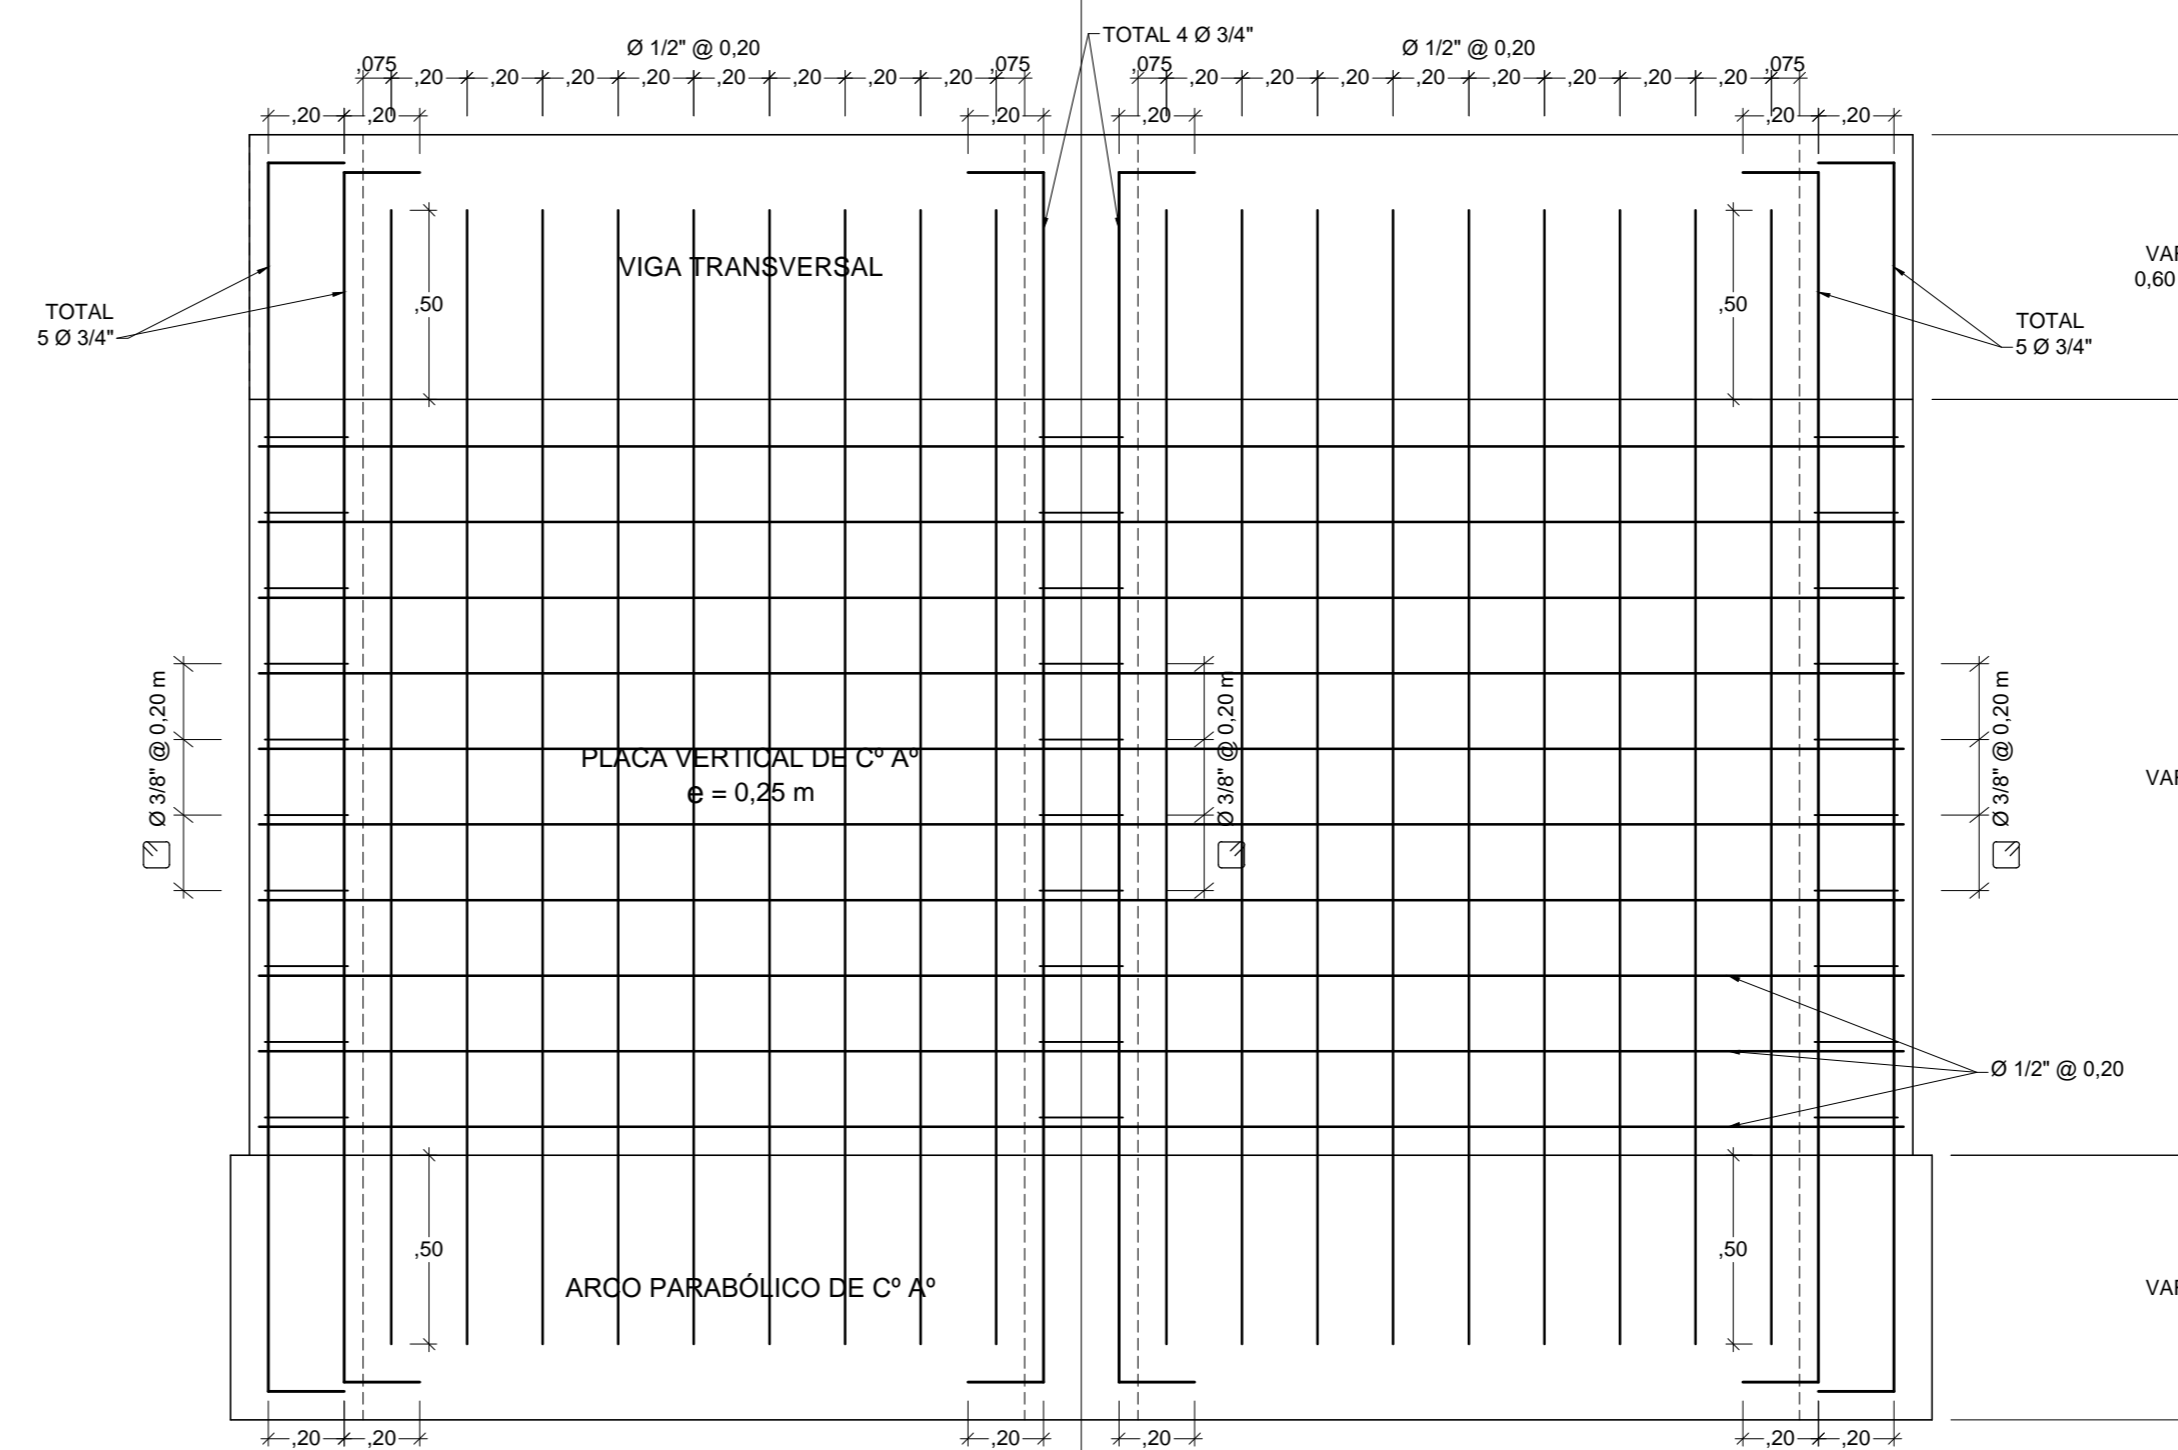 Ø 1/2" @ 0,20
TOTAL 4 Ø 3/4"
Ø 1/2" @ 0,20
,075 ,20 ,20 ,20 ,20 ,20 ,20 ,20 ,20 ,075
,075 ,20 ,20 ,20 ,20 ,20 ,20 ,20 ,20 ,075
,20 ,20 ,20 ,20 ,20 ,20
VIGA TRANSVERSAL
,50
,50
0,60
TOTAL
5 Ø 3/4"
TOTAL
5 Ø 3/4"
Ø 3/8" @ 0,20 m
Ø 3/8" @ 0,20 m
Ø 3/8" @ 0,20 m
PLACA VERTICAL DE Cº Aº
e = 0,25 m
Ø 1/2" @ 0,20
,50
,50
ARCO PARABÓLICO DE Cº Aº
,20 ,20 ,20 ,20 ,20 ,20